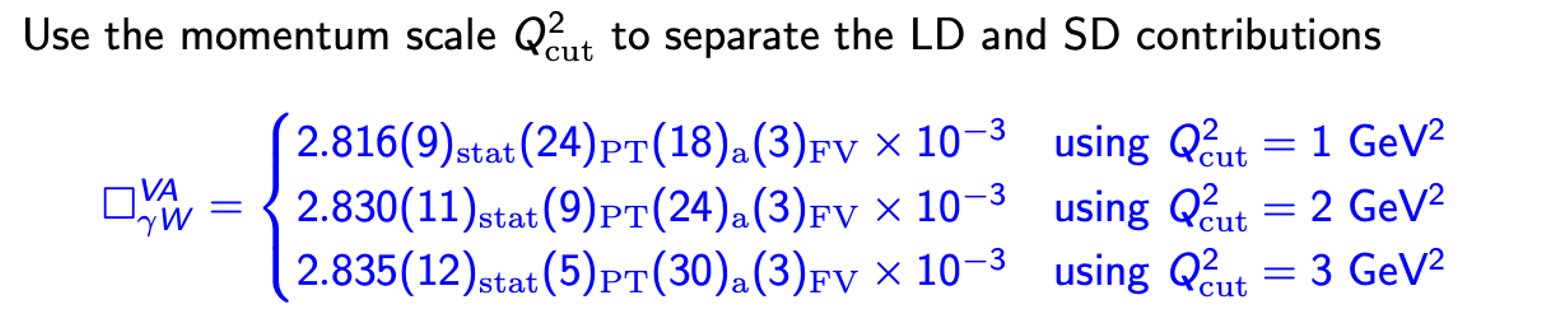 Use the momentum scale Q²_cut to separate the LD and SD contributions
2.816(9)_stat(24)_PT(18)_a(3)_FV × 10⁻³ using Q²_cut = 1 GeV²
□^VA_γW = { 2.830(11)_stat(9)_PT(24)_a(3)_FV × 10⁻³ using Q²_cut = 2 GeV²
2.835(12)_stat(5)_PT(30)_a(3)_FV × 10⁻³ using Q²_cut = 3 GeV²